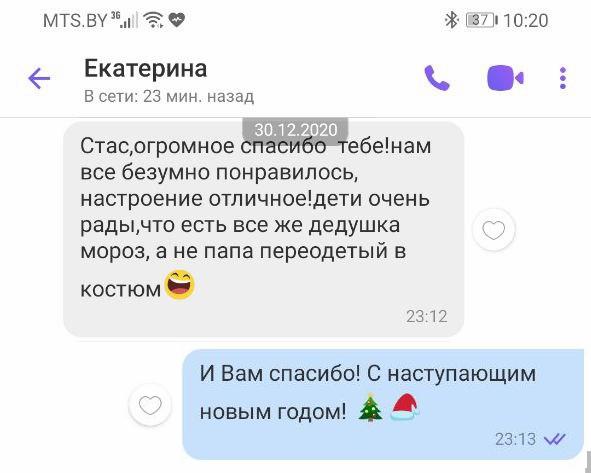 MTS.BY 3G 37 10:20
Екатерина
В сети: 23 мин. назад
30.12.2020
Стас,огромное спасибо тебе!нам
все безумно понравилось,
настроение отличное!дети очень
рады,что есть все же дедушка
мороз, а не папа переодетый в
костюм😆
23:12
И Вам спасибо! С наступающим
новым годом! 🎄🎅
23:13